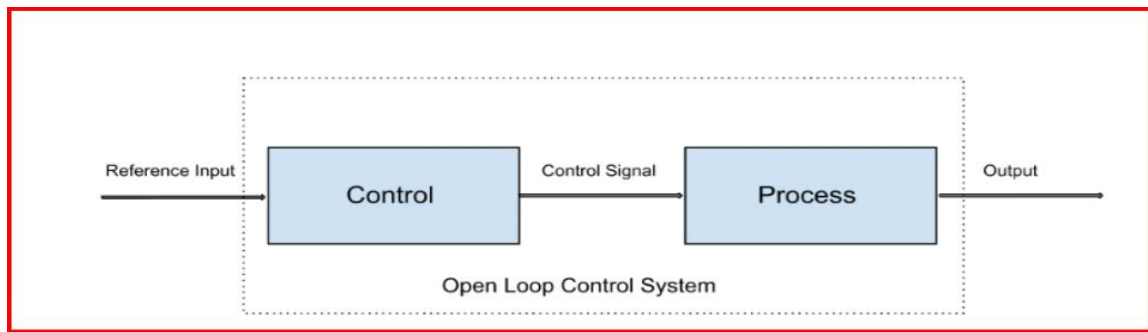 Reference Input
Control
Control Signal
Process
Output
Open Loop Control System